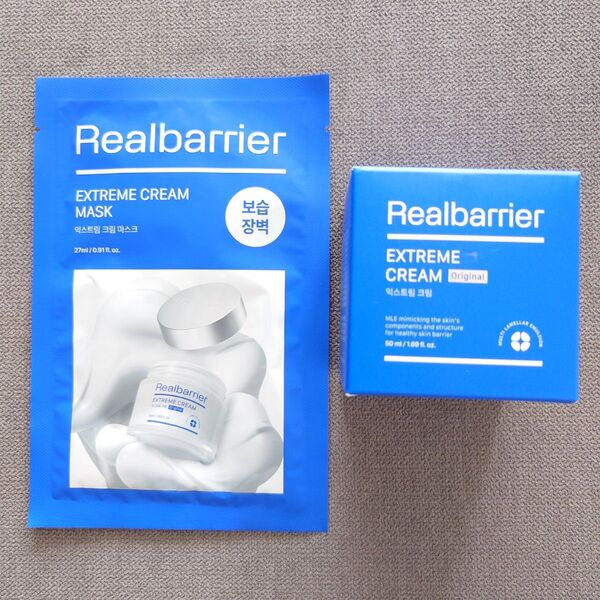 Realbarrier
EXTREME CREAM
MASK
익스트림 크림 마스크
27ml / 0.91 fl. oz.
보습
장벽
Realbarrier
EXTREME CREAM
Original
Realbarrier
EXTREME
CREAM Original
익스트림 크림
MLE mimicking the skin's
components and structure
for healthy skin barrier
50 ml / 1.69 fl. oz.
MULTI LAMELLAR EMULSION